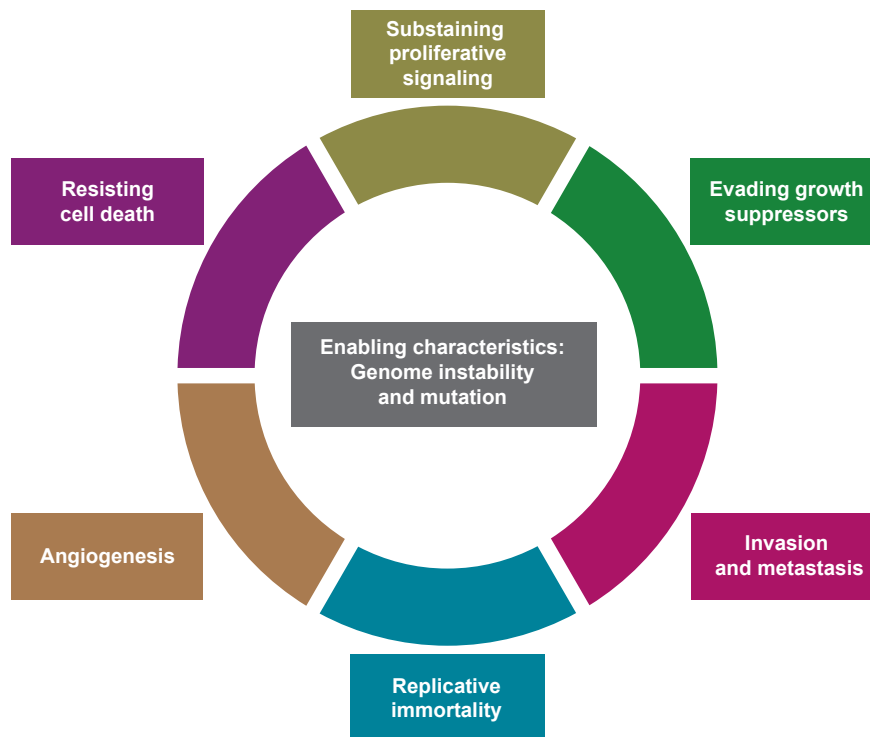 Substaining
proliferative
signaling
Resisting
cell death
Evading growth
suppressors
Enabling characteristics:
Genome instability
and mutation
Angiogenesis
Invasion
and metastasis
Replicative
immortality